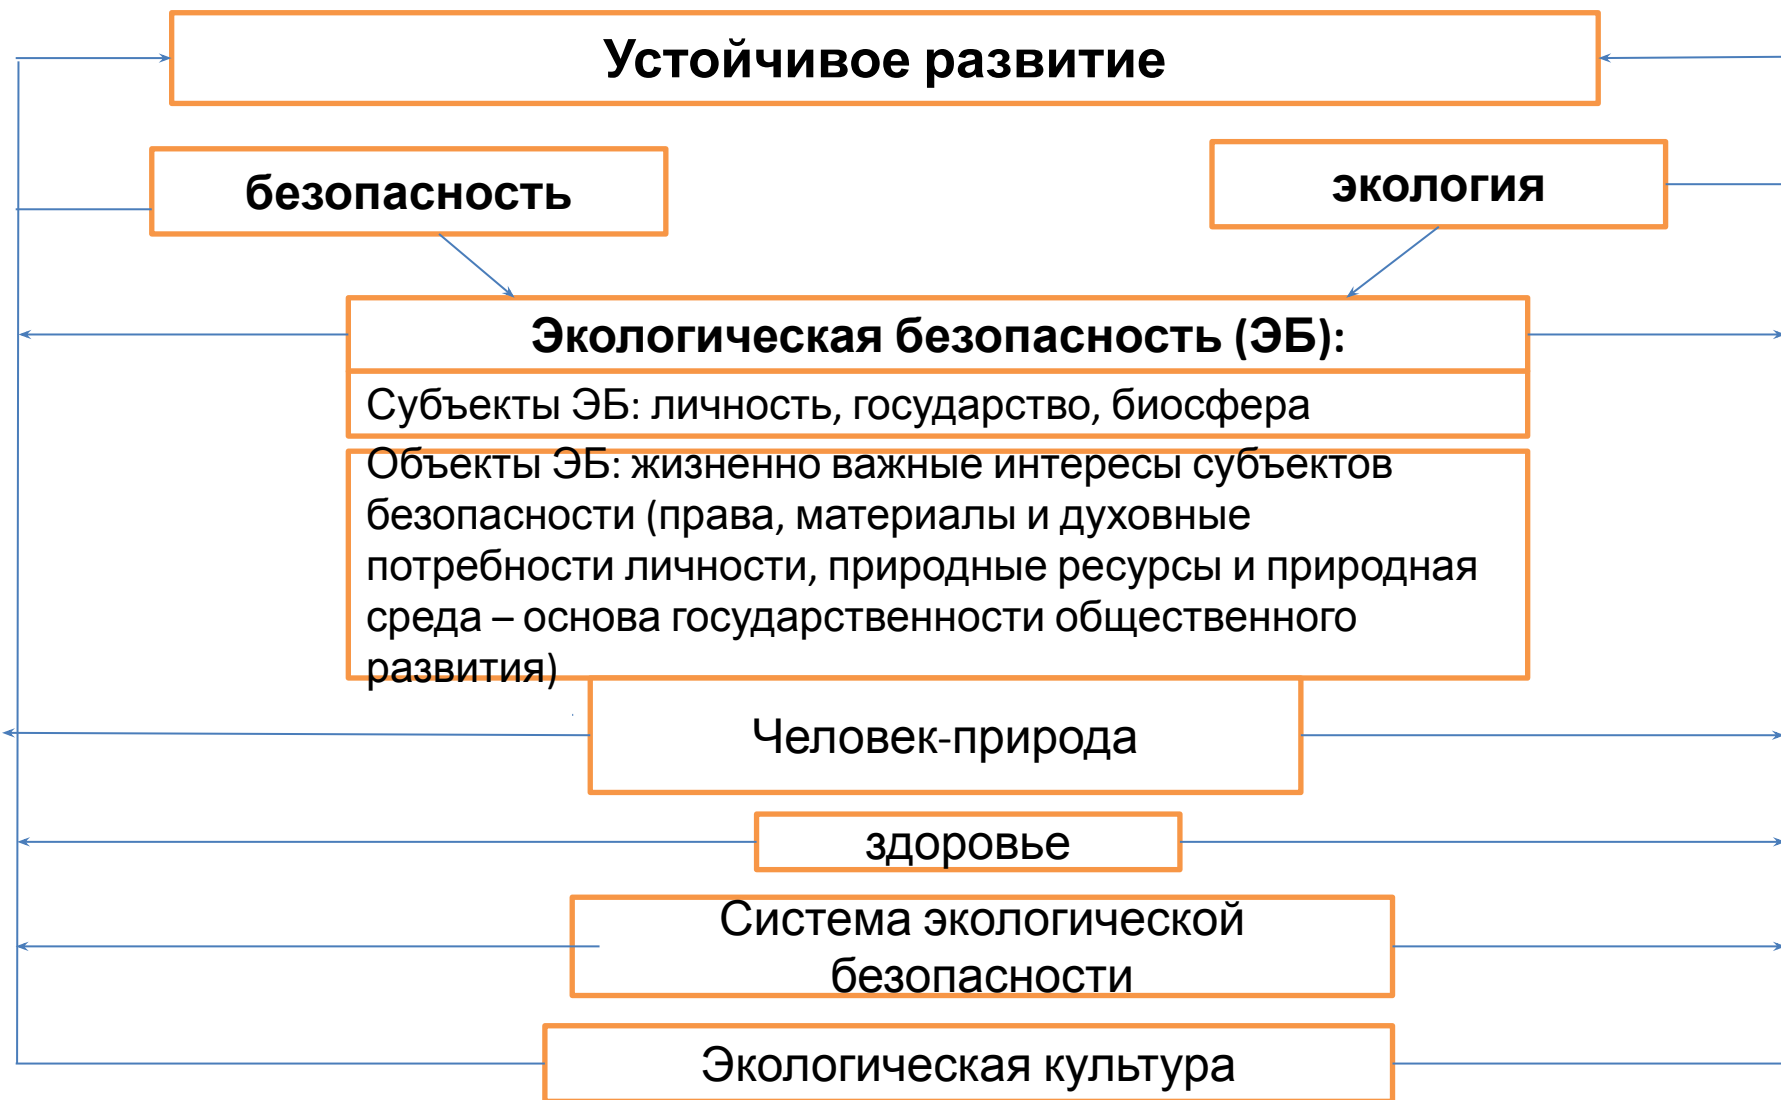 Устойчивое развитие
безопасность
экология
Экологическая безопасность (ЭБ):
Субъекты ЭБ: личность, государство, биосфера
Объекты ЭБ: жизненно важные интересы субъектов
безопасности (права, материалы и духовные
потребности личности, природные ресурсы и природная
среда – основа государственности общественного
развития)
Человек-природа
здоровье
Система экологической
безопасности
Экологическая культура